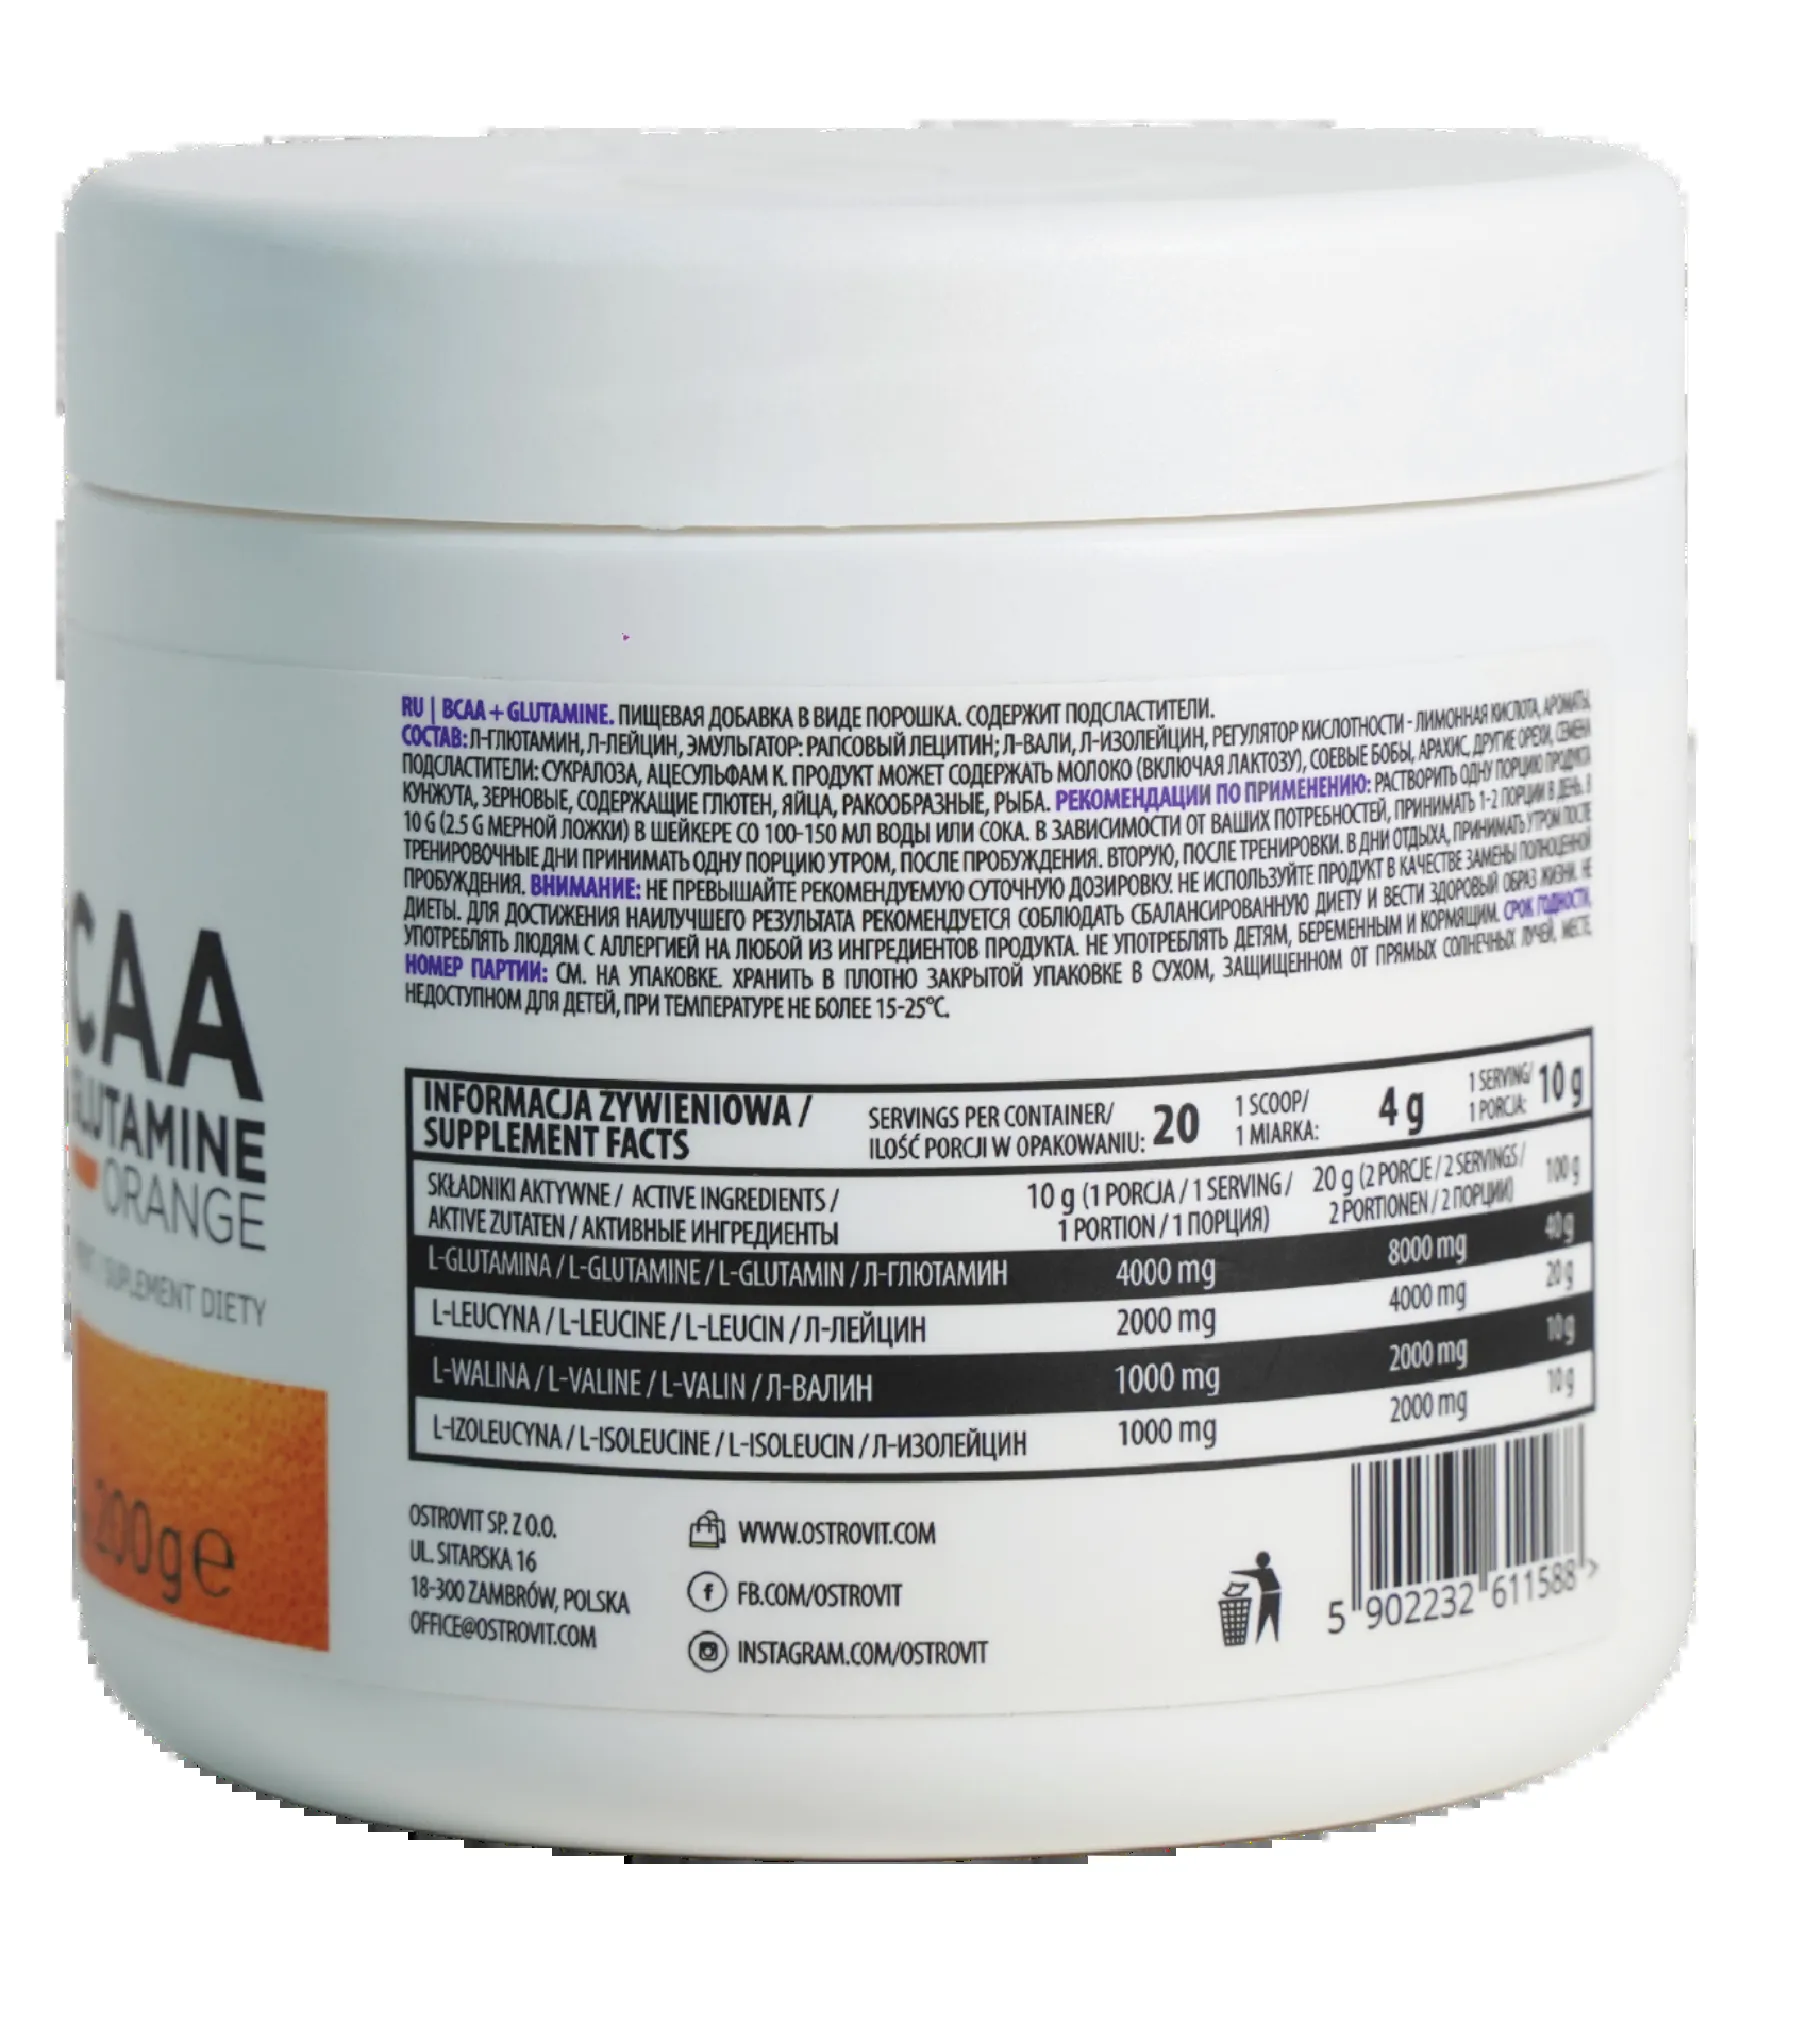 RU | BCAA + GLUTAMINE. ПИЩЕВАЯ ДОБАВКА В ВИДЕ ПОРОШКА. СОДЕРЖИТ ПОДСЛАСТИТЕЛИ.
СОСТАВ: Л-ГЛЮТАМИН, Л-ЛЕЙЦИН, ЭМУЛЬГАТОР: РАПСОВЫЙ ЛЕЦИТИН; Л-ВАЛИ, Л-ИЗОЛЕЙЦИН, РЕГУЛЯТОР КИСЛОТНОСТИ - ЛИМОННАЯ КИСЛОТА, АРОМАТЫ,
ПОДСЛАСТИТЕЛИ: СУКРАЛОЗА, АЦЕСУЛЬФАМ К. ПРОДУКТ МОЖЕТ СОДЕРЖАТЬ МОЛОКО (ВКЛЮЧАЯ ЛАКТОЗУ), СОЕВЫЕ БОБЫ, АРАХИС, ДРУГИЕ ОРЕХИ, СЕМЕНА
КУНЖУТА, ЗЕРНОВЫЕ, СОДЕРЖАЩИЕ ГЛЮТЕН, ЯЙЦА, РАКООБРАЗНЫЕ, РЫБА. РЕКОМЕНДАЦИИ ПО ПРИМЕНЕНИЮ: РАСТВОРИТЬ ОДНУ ПОРЦИЮ ПРОДУКТА
10 G (2.5 G МЕРНОЙ ЛОЖКИ) В ШЕЙКЕРЕ СО 100-150 МЛ ВОДЫ ИЛИ СОКА. В ЗАВИСИМОСТИ ОТ ВАШИХ ПОТРЕБНОСТЕЙ, ПРИНИМАТЬ 1-2 ПОРЦИИ В ДЕНЬ. В
ТРЕНИРОВОЧНЫЕ ДНИ ПРИНИМАТЬ ОДНУ ПОРЦИЮ УТРОМ, ПОСЛЕ ПРОБУЖДЕНИЯ. ВТОРУЮ, ПОСЛЕ ТРЕНИРОВКИ. В ДНИ ОТДЫХА, ПРИНИМАТЬ УТРОМ ПОСЛЕ
ПРОБУЖДЕНИЯ. ВНИМАНИЕ: НЕ ПРЕВЫШАЙТЕ РЕКОМЕНДУЕМУЮ СУТОЧНУЮ ДОЗИРОВКУ. НЕ ИСПОЛЬЗУЙТЕ ПРОДУКТ В КАЧЕСТВЕ ЗАМЕНЫ ПОЛНОЦЕННОЙ
ДИЕТЫ. ДЛЯ ДОСТИЖЕНИЯ НАИЛУЧШЕГО РЕЗУЛЬТАТА РЕКОМЕНДУЕТСЯ СОБЛЮДАТЬ СБАЛАНСИРОВАННУЮ ДИЕТУ И ВЕСТИ ЗДОРОВЫЙ ОБРАЗ ЖИЗНИ. НЕ
УПОТРЕБЛЯТЬ ЛЮДЯМ С АЛЛЕРГИЕЙ НА ЛЮБОЙ ИЗ ИНГРЕДИЕНТОВ ПРОДУКТА. НЕ УПОТРЕБЛЯТЬ ДЕТЯМ, БЕРЕМЕННЫМ И КОРМЯЩИМ. СРОК ГОДНОСТИ,
НОМЕР ПАРТИИ: СМ. НА УПАКОВКЕ. ХРАНИТЬ В ПЛОТНО ЗАКРЫТОЙ УПАКОВКЕ В СУХОМ, ЗАЩИЩЕННОМ ОТ ПРЯМЫХ СОЛНЕЧНЫХ ЛУЧЕЙ, МЕСТЕ,
НЕДОСТУПНОМ ДЛЯ ДЕТЕЙ, ПРИ ТЕМПЕРАТУРЕ НЕ БОЛЕЕ 15-25°C.
CAA
LUTAMINE
ORANGE
SUPLEMENT DIETY
200g e
INFORMACJA ŻYWIENIOWA /
SUPPLEMENT FACTS
SERVINGS PER CONTAINER/
ILOŚĆ PORCJI W OPAKOWANIU: 20
1 SCOOP/
1 MIARKA: 4 g
1 SERVING/
1 PORCJA: 10 g
SKŁADNIKI AKTYWNE / ACTIVE INGREDIENTS /
AKTIVE ZUTATEN / АКТИВНЫЕ ИНГРЕДИЕНТЫ
10 g (1 PORCJA / 1 SERVING /
1 PORTION / 1 ПОРЦИЯ)
20 g (2 PORCJE / 2 SERVINGS /
2 PORTIONEN / 2 ПОРЦИИ)
100 g
L-GLUTAMINA / L-GLUTAMINE / L-GLUTAMIN / Л-ГЛЮТАМИН 4000 mg 8000 mg 40 g
L-LEUCYNA / L-LEUCINE / L-LEUCIN / Л-ЛЕЙЦИН 2000 mg 4000 mg 20 g
L-WALINA / L-VALINE / L-VALIN / Л-ВАЛИН 1000 mg 2000 mg 10 g
L-IZOLEUCYNA / L-ISOLEUCINE / L-ISOLEUCIN / Л-ИЗОЛЕЙЦИН 1000 mg 2000 mg 10 g
OSTROVIT SP. Z O.O.
UL. SITARSKA 16
18-300 ZAMBRÓW, POLSKA
OFFICE@OSTROVIT.COM
WWW.OSTROVIT.COM
FB.COM/OSTROVIT
INSTAGRAM.COM/OSTROVIT
5 902232 611588 >